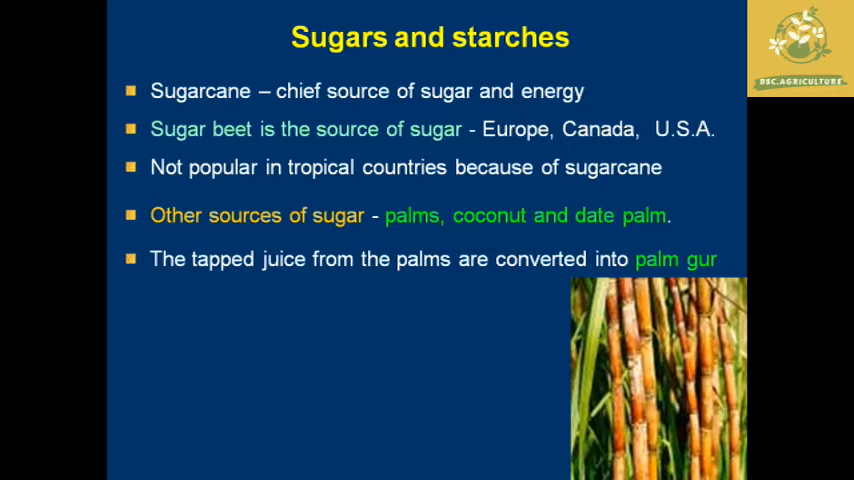 Sugars and starches
BSC.AGRICULTURE
Sugarcane – chief source of sugar and energy
Sugar beet is the source of sugar - Europe, Canada, U.S.A.
Not popular in tropical countries because of sugarcane
Other sources of sugar - palms, coconut and date palm.
The tapped juice from the palms are converted into palm gur